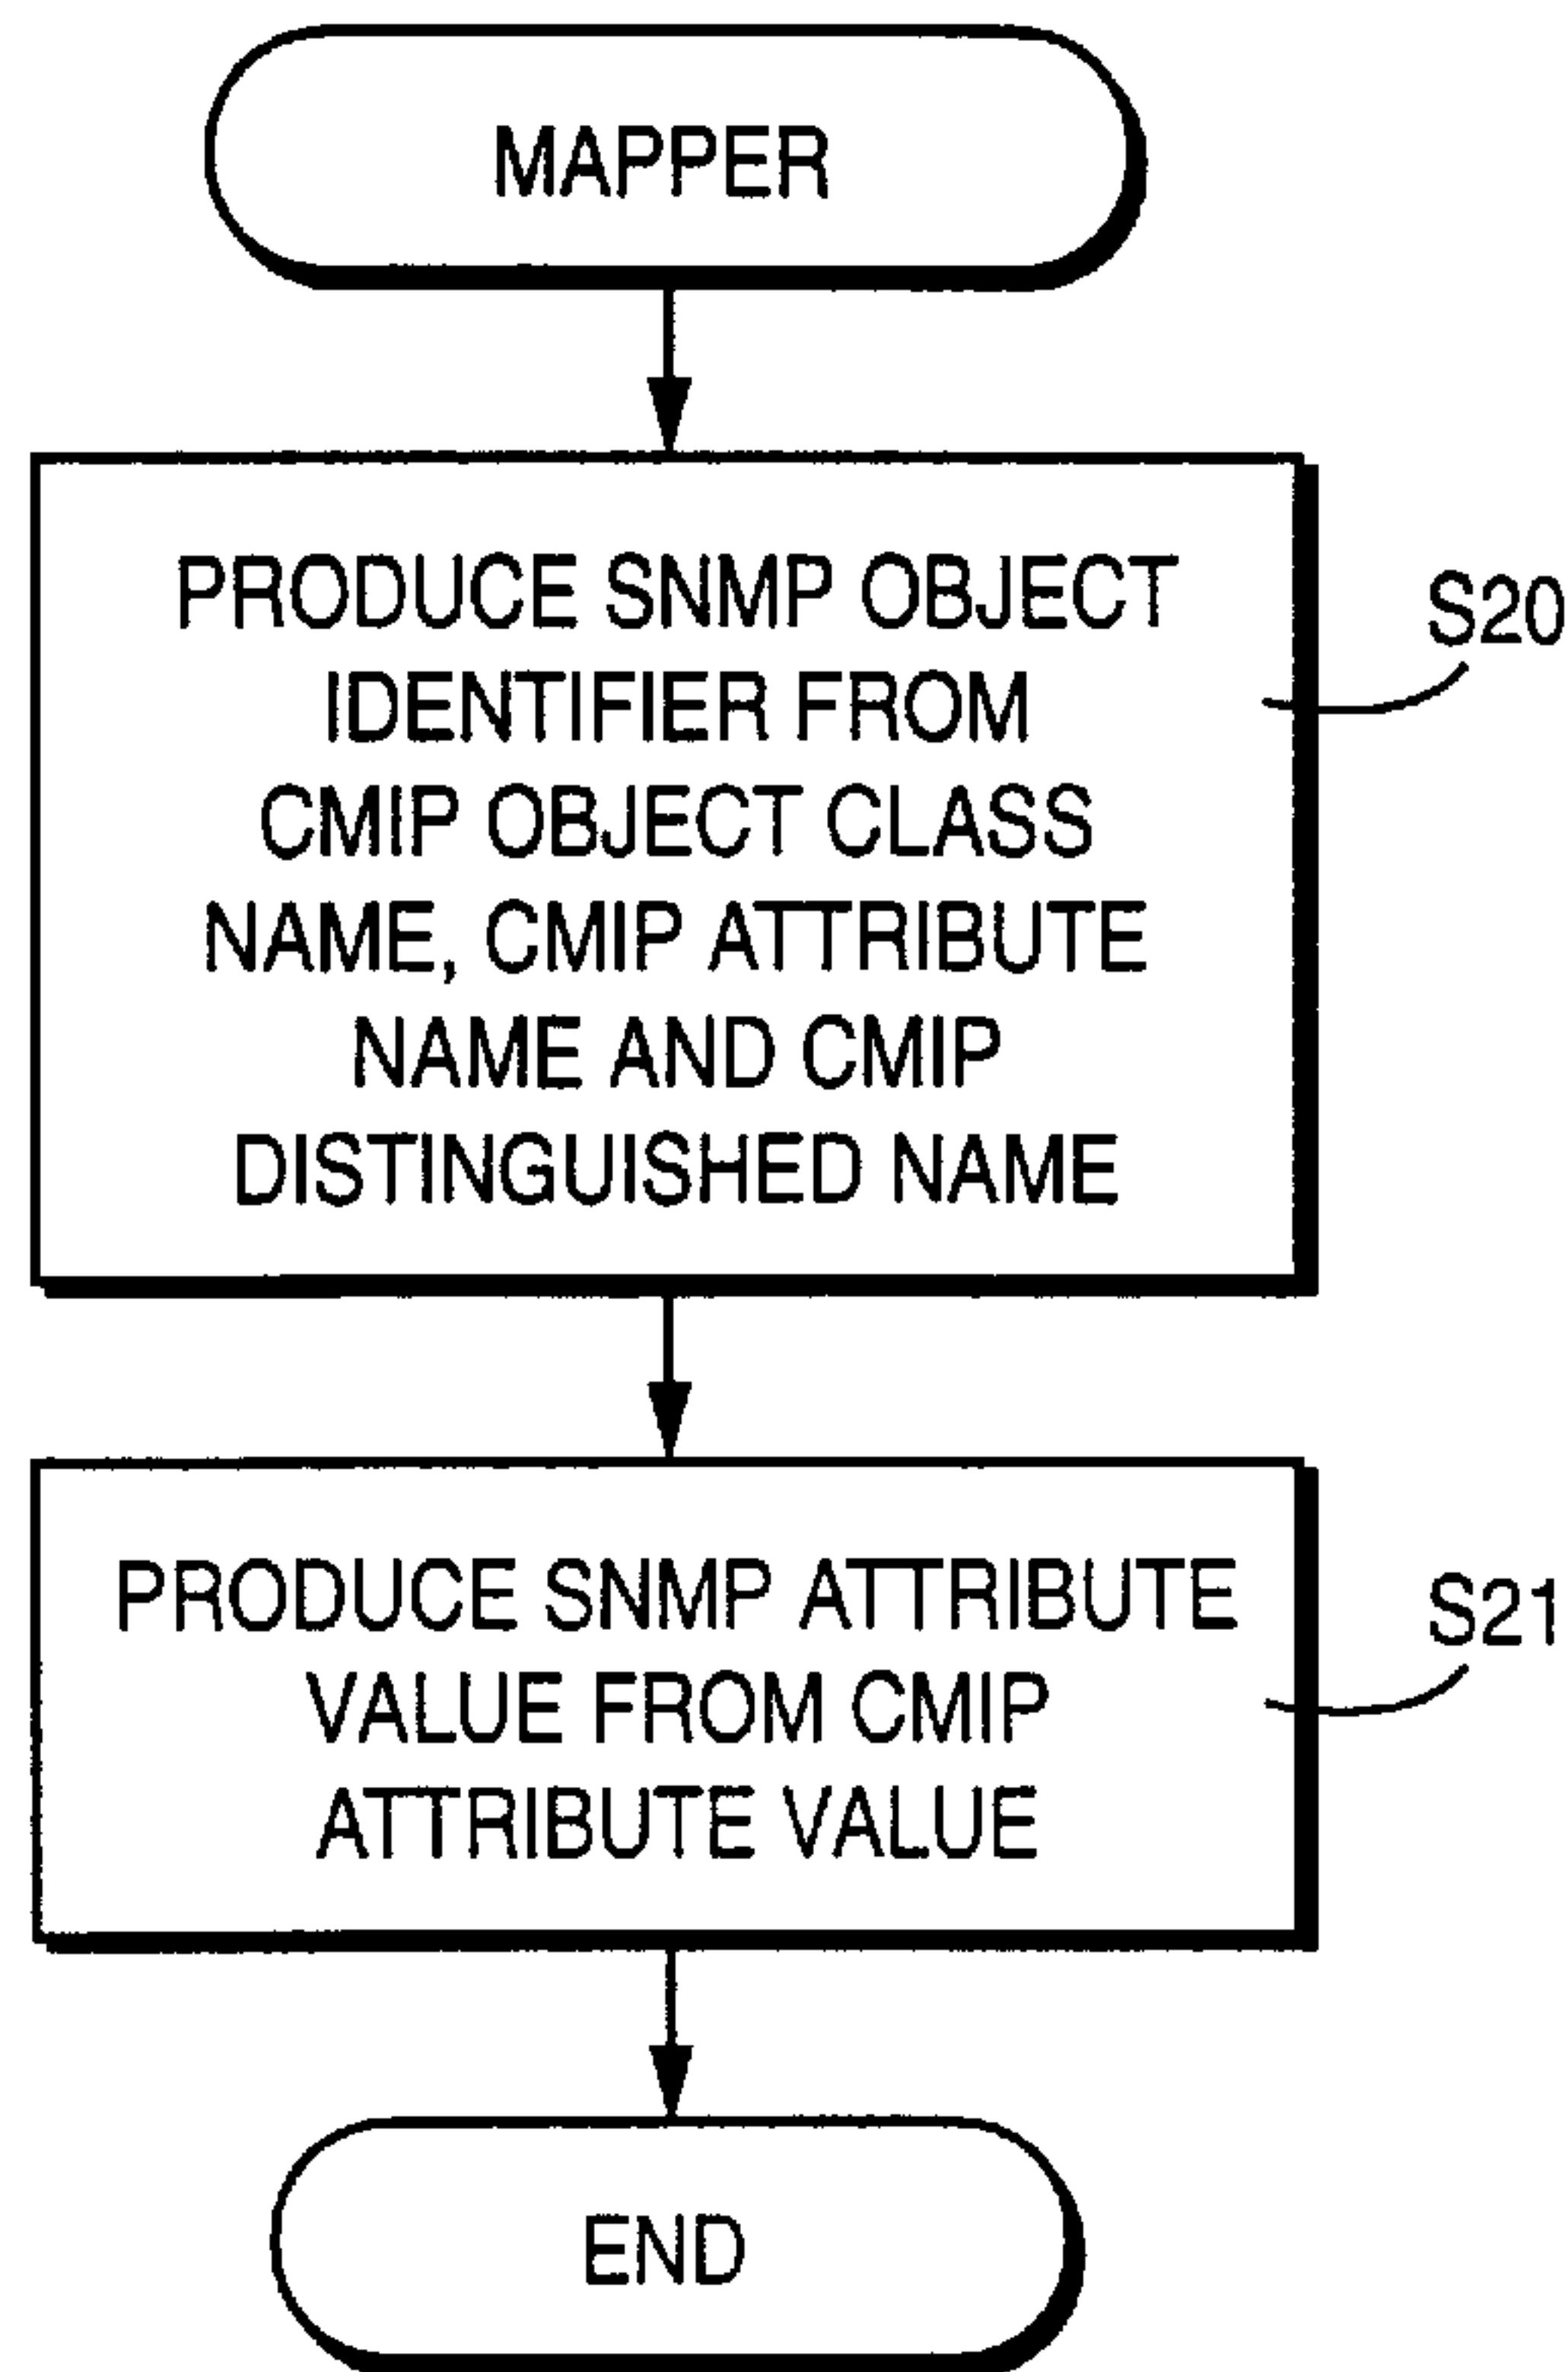 MAPPER
PRODUCE SNMP OBJECT
IDENTIFIER FROM
CMIP OBJECT CLASS
NAME, CMIP ATTRIBUTE
NAME AND CMIP
DISTINGUISHED NAME
S20
PRODUCE SNMP ATTRIBUTE
VALUE FROM CMIP
ATTRIBUTE VALUE
S21
END